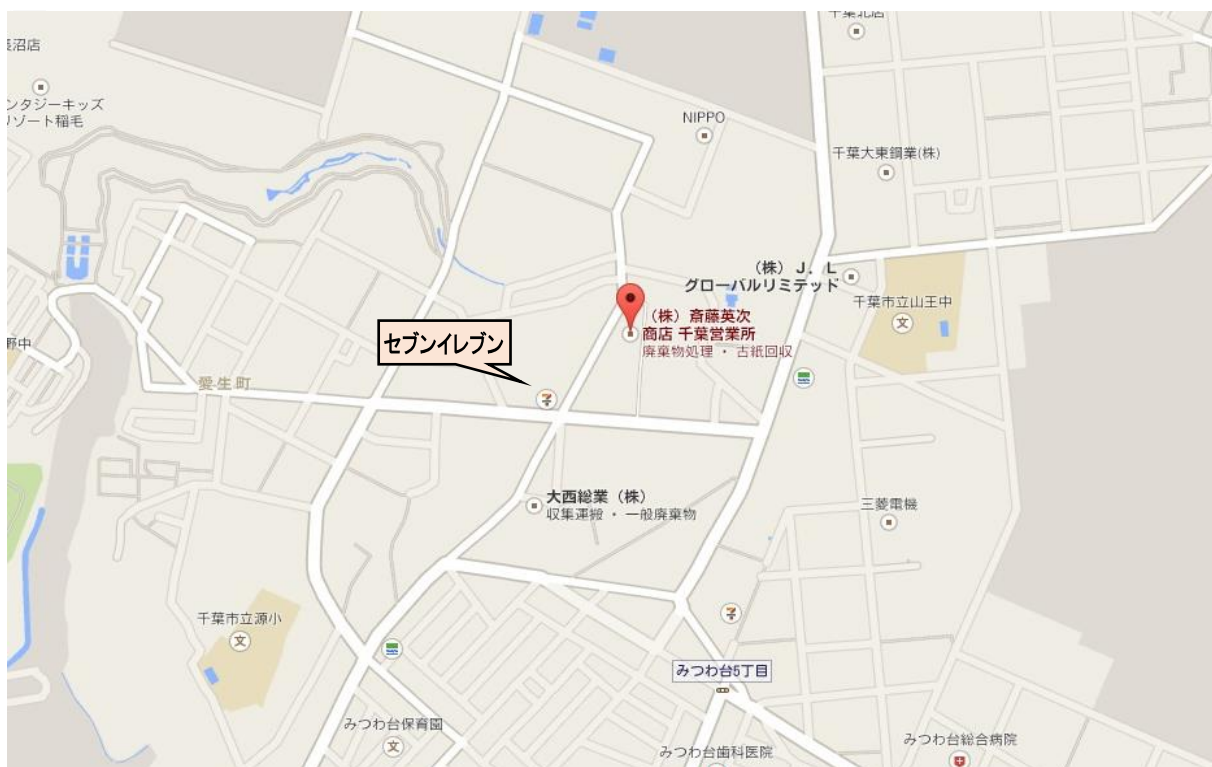 千葉北店
長沼店
ンタジーキッズ
リゾート稲毛
NIPPO
千葉大東鋼業(株)
(株) J．L
グローバルリミテッド
千葉市立山王中
文
(株) 斎藤英次
商店 千葉営業所
廃棄物処理 ・ 古紙回収
セブンイレブン
野中
愛生町
大西総業 (株)
収集運搬 ・ 一般廃棄物
三菱電機
千葉市立源小
文
みつわ台5丁目
みつわ台保育園
文
みつわ台歯科医院
みつわ台総合病院